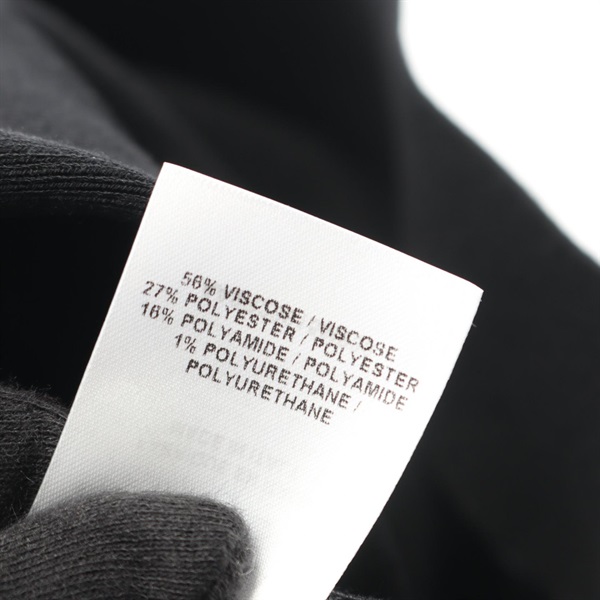 56% VISCOSE / VISCOSE
27% POLYESTER / POLYESTER
16% POLYAMIDE / POLYAMIDE
1% POLYURETHANE /
POLYURETHANE